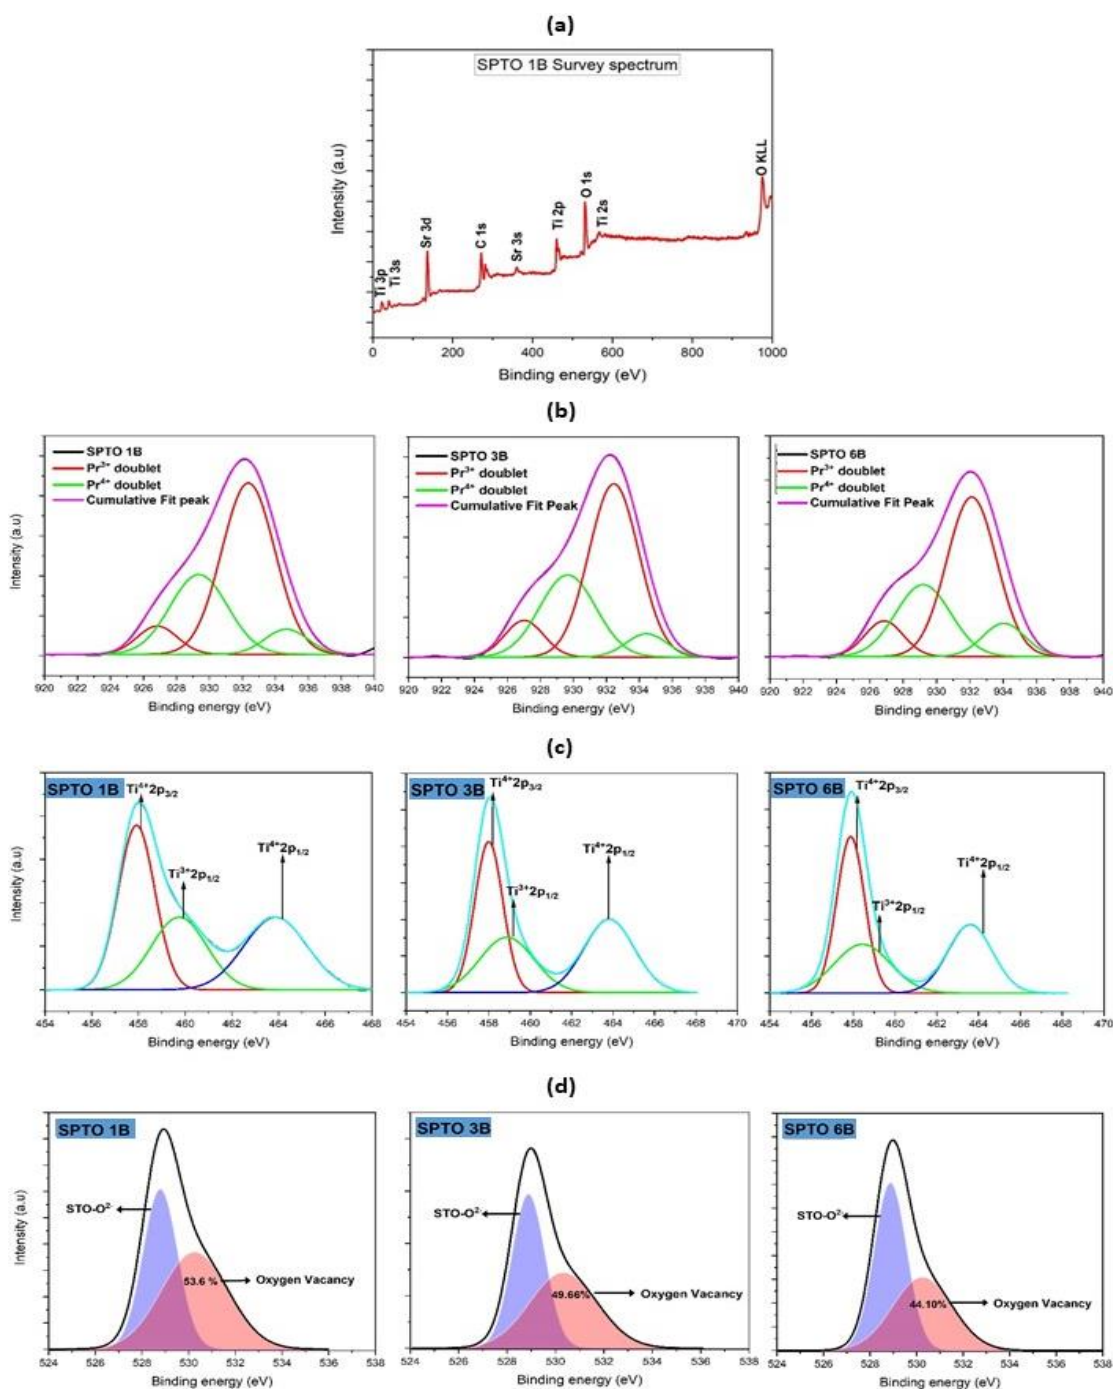 (a)
SPTO 1B Survey spectrum
Intensity (a.u)
Ti 3p
Ti 3s
Sr 3d
C 1s
Sr 3s
Ti 2p
O 1s
Ti 2s
O KLL
0 200 400 600 800 1000
Binding energy (eV)
(b)
Intensity (a.u)
SPTO 1B
Pr³⁺ doublet
Pr⁴⁺ doublet
Cumulative Fit peak
920 922 924 926 928 930 932 934 936 938 940
Binding energy (eV)
SPTO 3B
Pr³⁺ doublet
Pr⁴⁺ doublet
Cumulative Fit Peak
920 922 924 926 928 930 932 934 936 938 940
Binding energy (eV)
SPTO 6B
Pr³⁺ doublet
Pr⁴⁺ doublet
Cumulative Fit Peak
920 922 924 926 928 930 932 934 936 938 940
Binding energy (eV)
(c)
Intensity (a.u)
SPTO 1B
Ti⁴⁺2p3/2
Ti³⁺2p1/2
Ti⁴⁺2p1/2
454 456 458 460 462 464 466 468
Binding energy (eV)
SPTO 3B
Ti⁴⁺2p3/2
Ti³⁺2p1/2
Ti⁴⁺2p1/2
454 456 458 460 462 464 466 468 470
Binding energy (eV)
SPTO 6B
Ti⁴⁺2p3/2
Ti³⁺2p1/2
Ti⁴⁺2p1/2
454 456 458 460 462 464 466 468 470
Binding energy (eV)
(d)
Intensity (a.u)
SPTO 1B
STO-O²⁻
53.6 %
Oxygen Vacancy
524 526 528 530 532 534 536 538
Binding energy (eV)
SPTO 3B
STO-O²⁻
49.66%
Oxygen Vacancy
524 526 528 530 532 534 536 538
Binding energy (eV)
SPTO 6B
STO-O²⁻
44.10%
Oxygen Vacancy
524 526 528 530 532 534 536 538
Binding energy (eV)